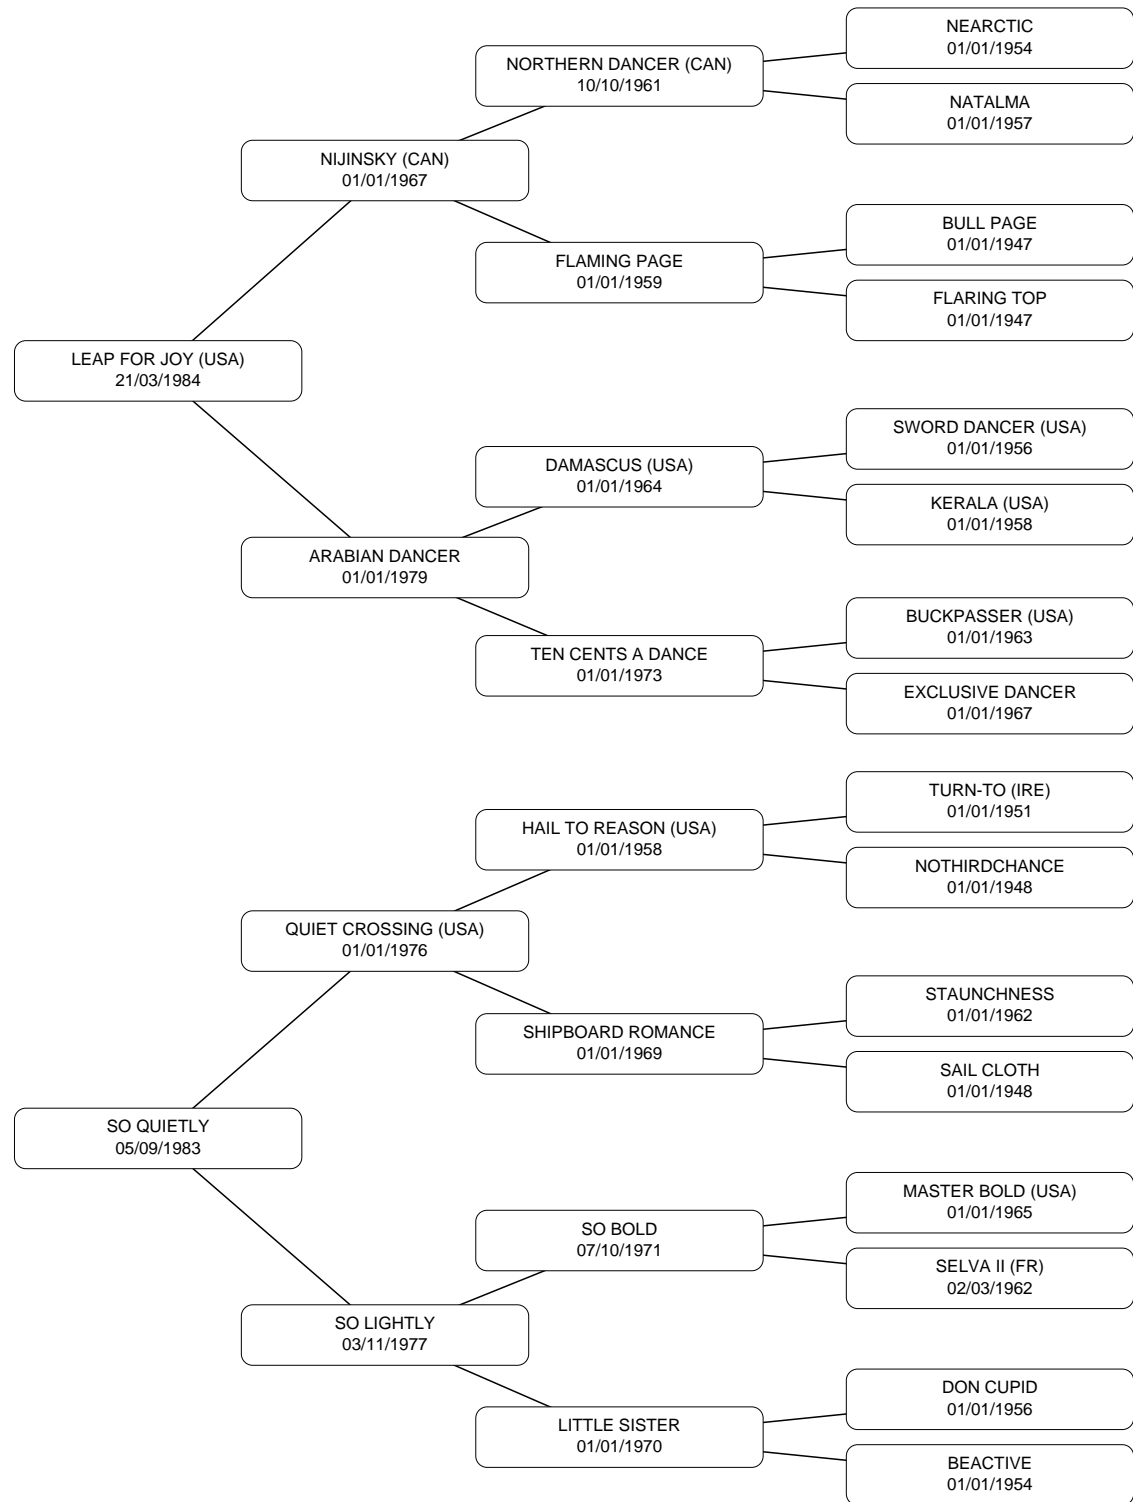 NEARCTIC
01/01/1954
NORTHERN DANCER (CAN)
10/10/1961
NATALMA
01/01/1957
NIJINSKY (CAN)
01/01/1967
BULL PAGE
01/01/1947
FLAMING PAGE
01/01/1959
FLARING TOP
01/01/1947
LEAP FOR JOY (USA)
21/03/1984
SWORD DANCER (USA)
01/01/1956
DAMASCUS (USA)
01/01/1964
KERALA (USA)
01/01/1958
ARABIAN DANCER
01/01/1979
BUCKPASSER (USA)
01/01/1963
TEN CENTS A DANCE
01/01/1973
EXCLUSIVE DANCER
01/01/1967
TURN-TO (IRE)
01/01/1951
HAIL TO REASON (USA)
01/01/1958
NOTHIRDCHANCE
01/01/1948
QUIET CROSSING (USA)
01/01/1976
STAUNCHNESS
01/01/1962
SHIPBOARD ROMANCE
01/01/1969
SAIL CLOTH
01/01/1948
SO QUIETLY
05/09/1983
MASTER BOLD (USA)
01/01/1965
SO BOLD
07/10/1971
SELVA II (FR)
02/03/1962
SO LIGHTLY
03/11/1977
DON CUPID
01/01/1956
LITTLE SISTER
01/01/1970
BEACTIVE
01/01/1954